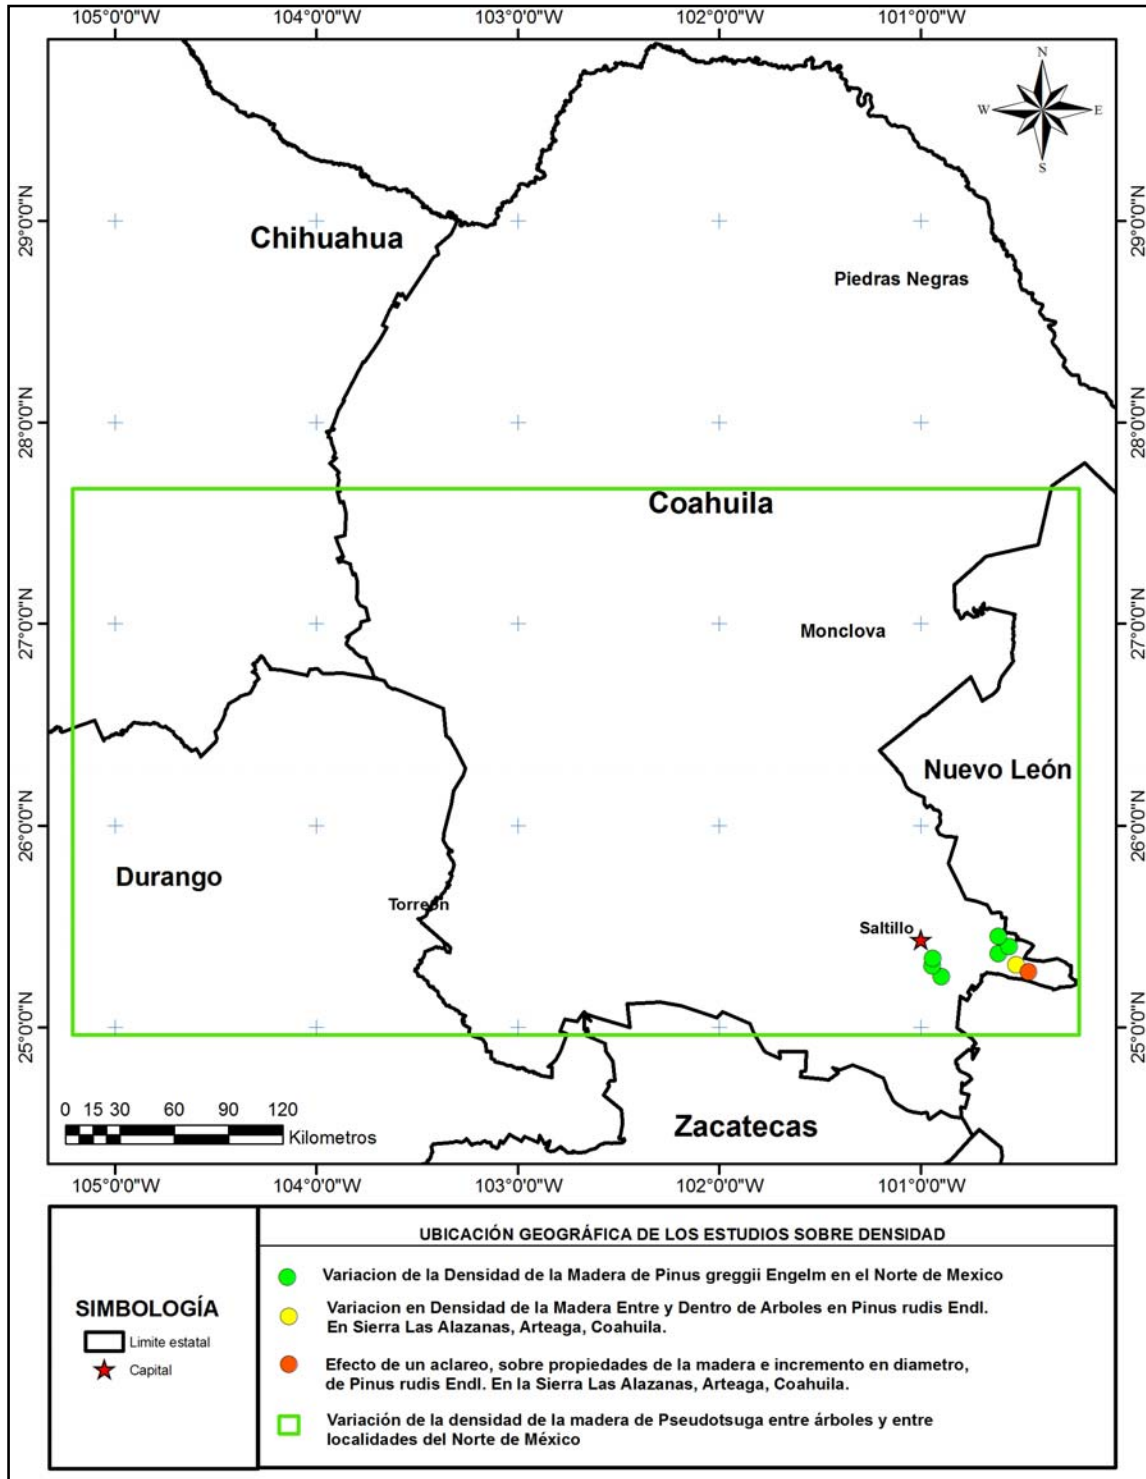 105°0'0"W 104°0'0"W 103°0'0"W 102°0'0"W 101°0'0"W
N
W E
S
29°0'0"N 29°0'0"N
Chihuahua
Piedras Negras
28°0'0"N 28°0'0"N
Coahuila
27°0'0"N 27°0'0"N
Monclova
Nuevo León
26°0'0"N 26°0'0"N
Durango
Torreón
Saltillo
25°0'0"N 25°0'0"N
0 15 30 60 90 120
Kilometros
Zacatecas
105°0'0"W 104°0'0"W 103°0'0"W 102°0'0"W 101°0'0"W
SIMBOLOGÍA
Limite estatal
Capital
UBICACIÓN GEOGRÁFICA DE LOS ESTUDIOS SOBRE DENSIDAD
Variacion de la Densidad de la Madera de Pinus greggii Engelm en el Norte de Mexico
Variacion en Densidad de la Madera Entre y Dentro de Arboles en Pinus rudis Endl.
En Sierra Las Alazanas, Arteaga, Coahuila.
Efecto de un aclareo, sobre propiedades de la madera e incremento en diametro,
de Pinus rudis Endl. En la Sierra Las Alazanas, Arteaga, Coahuila.
Variación de la densidad de la madera de Pseudotsuga entre árboles y entre
localidades del Norte de México